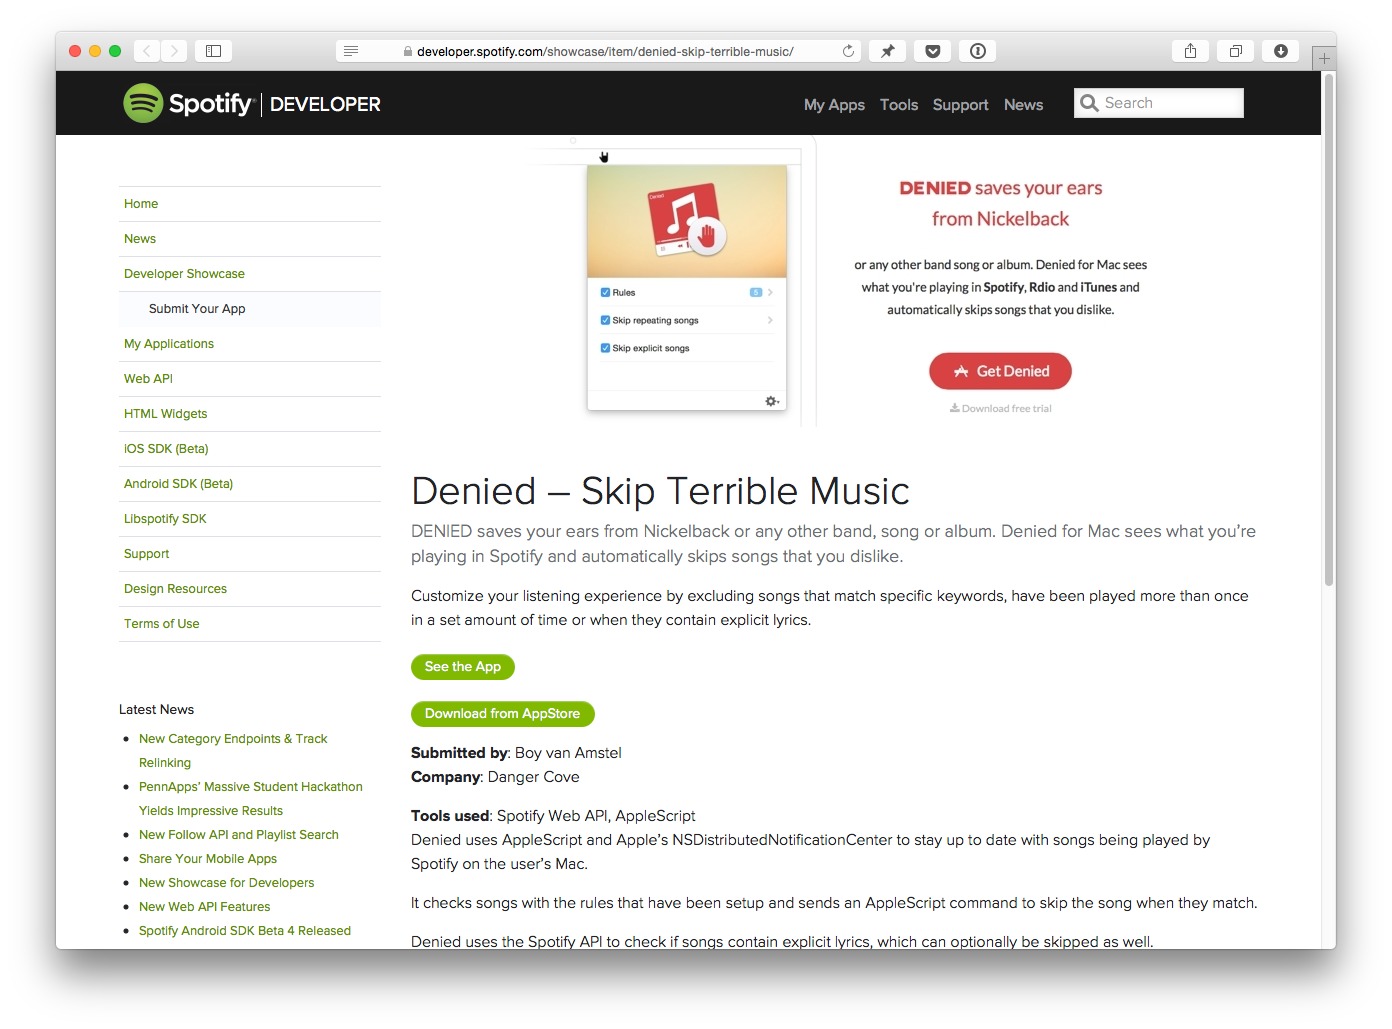 developer.spotify.com/showcase/item/denied-skip-terrible-music/
Spotify® DEVELOPER
My Apps Tools Support News
Search
Home
News
Developer Showcase
Submit Your App
My Applications
Web API
HTML Widgets
iOS SDK (Beta)
Android SDK (Beta)
Libspotify SDK
Support
Design Resources
Terms of Use
Latest News
New Category Endpoints & Track
Relinking
PennApps’ Massive Student Hackathon
Yields Impressive Results
New Follow API and Playlist Search
Share Your Mobile Apps
New Showcase for Developers
New Web API Features
Spotify Android SDK Beta 4 Released
Denied
Rules 5
Skip repeating songs
Skip explicit songs
DENIED saves your ears
from Nickelback
or any other band song or album. Denied for Mac sees
what you're playing in Spotify, Rdio and iTunes and
automatically skips songs that you dislike.
Get Denied
Download free trial
Denied – Skip Terrible Music
DENIED saves your ears from Nickelback or any other band, song or album. Denied for Mac sees what you’re
playing in Spotify and automatically skips songs that you dislike.
Customize your listening experience by excluding songs that match specific keywords, have been played more than once
in a set amount of time or when they contain explicit lyrics.
See the App
Download from AppStore
Submitted by: Boy van Amstel
Company: Danger Cove
Tools used: Spotify Web API, AppleScript
Denied uses AppleScript and Apple’s NSDistributedNotificationCenter to stay up to date with songs being played by
Spotify on the user’s Mac.
It checks songs with the rules that have been setup and sends an AppleScript command to skip the song when they match.
Denied uses the Spotify API to check if songs contain explicit lyrics, which can optionally be skipped as well.